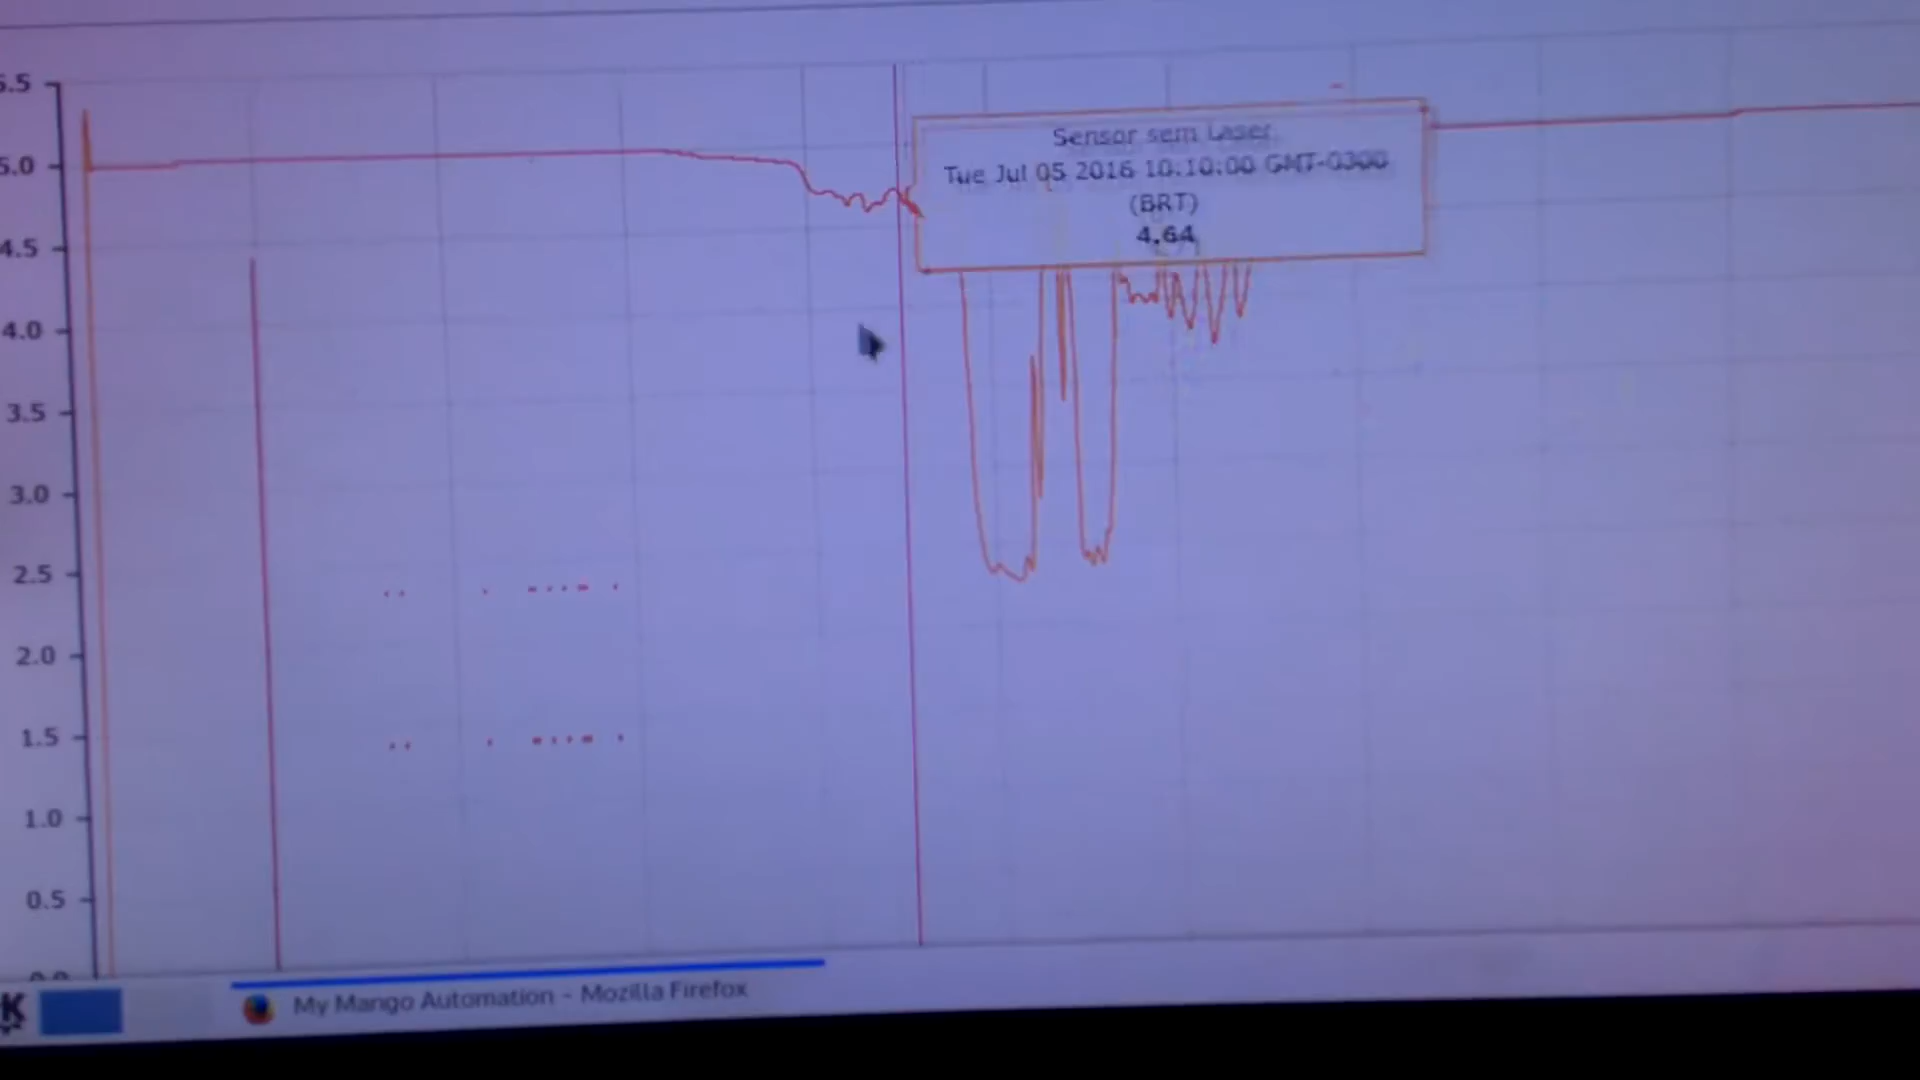 5.5
5.0
4.5
4.0
3.5
3.0
2.5
2.0
1.5
1.0
0.5
0.0
Sensor sem Laser
Tue Jul 05 2016 10:10:00 GMT-0300
(BRT)
4.64
K
My Mango Automation - Mozilla Firefox